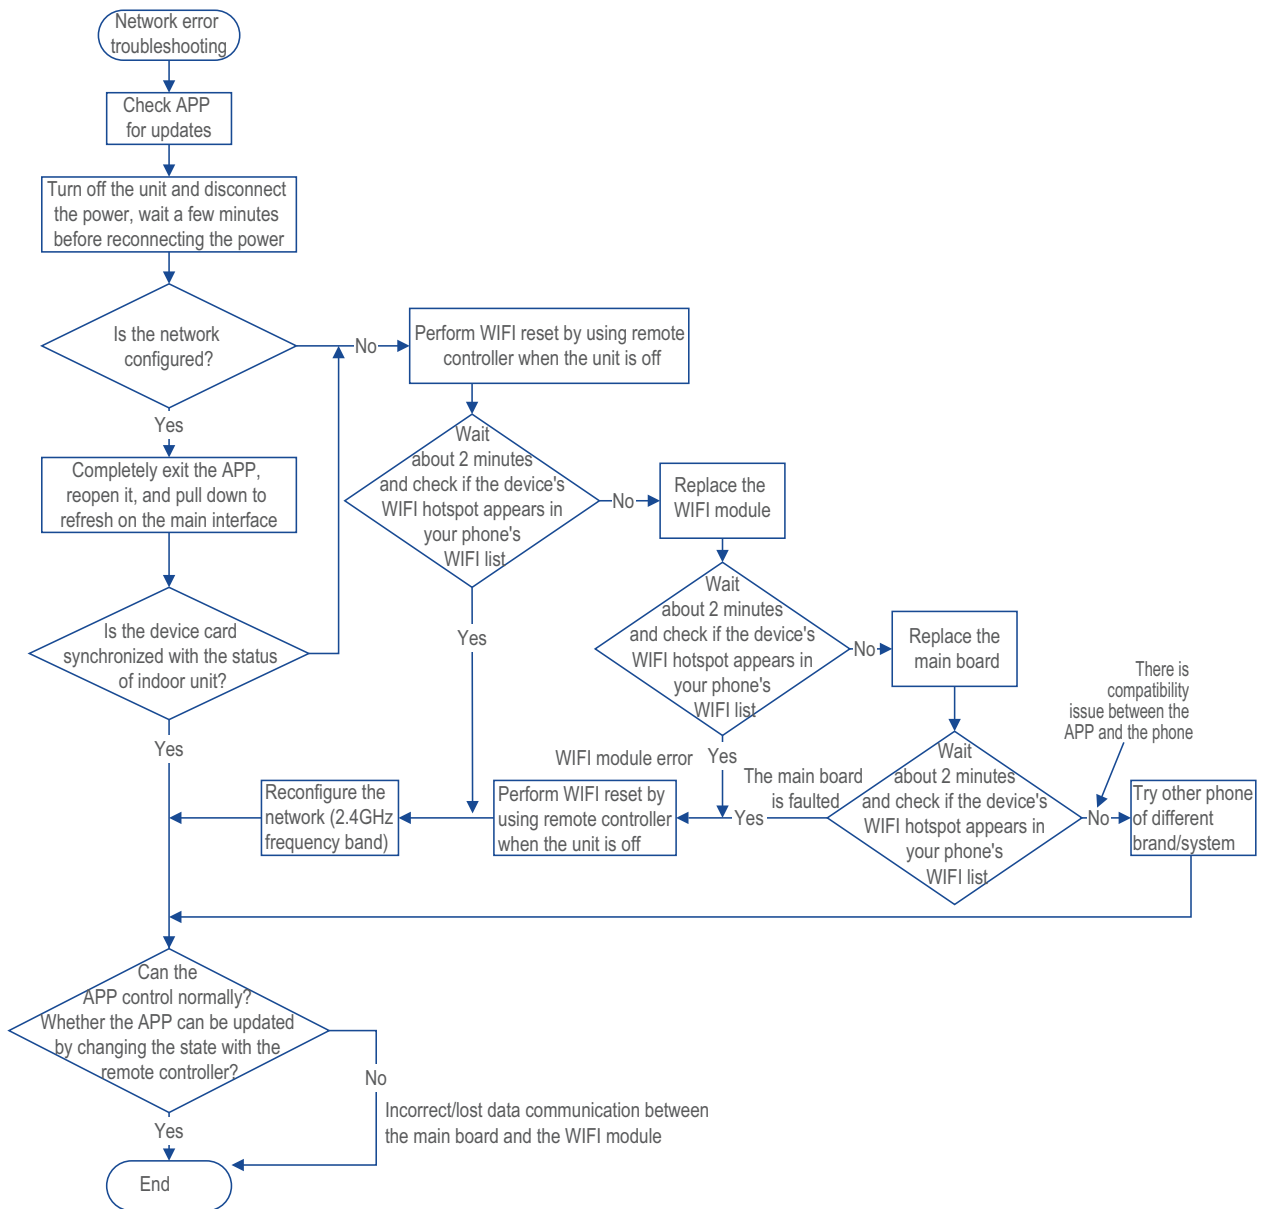 Network error
troubleshooting
Check APP
for updates
Turn off the unit and disconnect
the power, wait a few minutes
before reconnecting the power
Is the network
configured?
No
Perform WIFI reset by using remote
controller when the unit is off
Yes
Completely exit the APP,
reopen it, and pull down to
refresh on the main interface
Wait
about 2 minutes
and check if the device's
WIFI hotspot appears in
your phone's
WIFI list
No
Replace the
WIFI module
Is the device card
synchronized with the status
of indoor unit?
Yes
Wait
about 2 minutes
and check if the device's
WIFI hotspot appears in
your phone's
WIFI list
No
Replace the
main board
There is
compatibility
issue between the
APP and the phone
Yes
WIFI module error
Yes
The main board
is faulted
Wait
about 2 minutes
and check if the device's
WIFI hotspot appears in
your phone's
WIFI list
Reconfigure the
network (2.4GHz
frequency band)
Perform WIFI reset by
using remote controller
when the unit is off
Yes
No
Try other phone
of different
brand/system
Can the
APP control normally?
Whether the APP can be updated
by changing the state with the
remote controller?
No
Incorrect/lost data communication between
the main board and the WIFI module
Yes
End